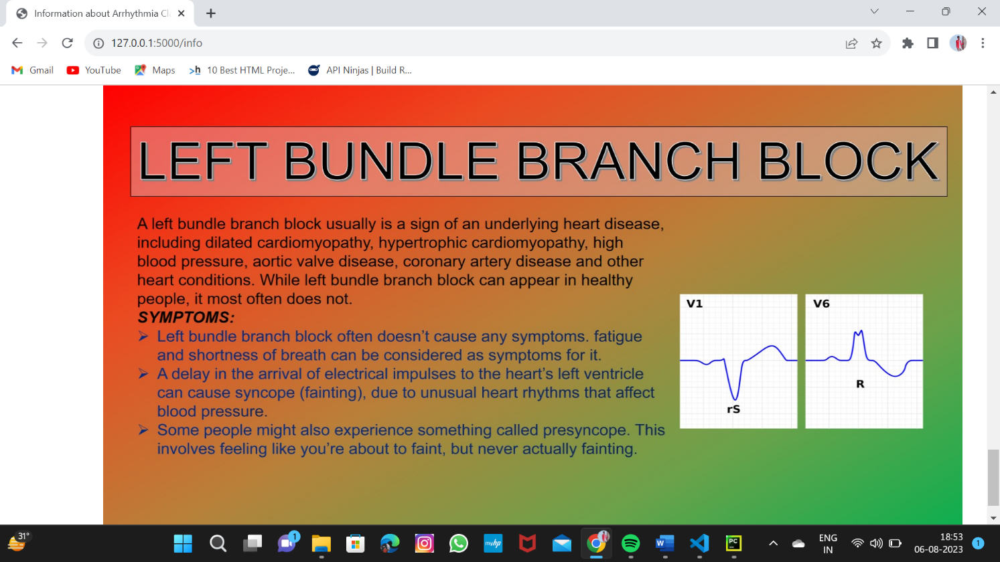 Information about Arrhythmia Cl
127.0.0.1:5000/info
Gmail YouTube Maps >h 10 Best HTML Proje... API Ninjas | Build R...
LEFT BUNDLE BRANCH BLOCK
A left bundle branch block usually is a sign of an underlying heart disease,
including dilated cardiomyopathy, hypertrophic cardiomyopathy, high
blood pressure, aortic valve disease, coronary artery disease and other
heart conditions. While left bundle branch block can appear in healthy
people, it most often does not.
SYMPTOMS:
➢ Left bundle branch block often doesn’t cause any symptoms. fatigue
and shortness of breath can be considered as symptoms for it.
➢ A delay in the arrival of electrical impulses to the heart’s left ventricle
can cause syncope (fainting), due to unusual heart rhythms that affect
blood pressure.
➢ Some people might also experience something called presyncope. This
involves feeling like you’re about to faint, but never actually fainting.
V1 V6
R
rS
31°
1
myhp
W
PC
ENG
IN
18:53
06-08-2023
1